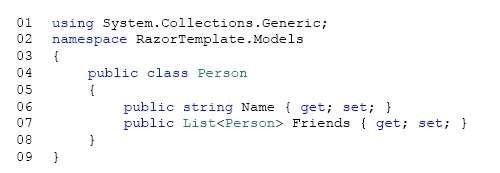 01 using System.Collections.Generic;
02 namespace RazorTemplate.Models
03 {
04 public class Person
05 {
06 public string Name { get; set; }
07 public List<Person> Friends { get; set; }
08 }
09 }